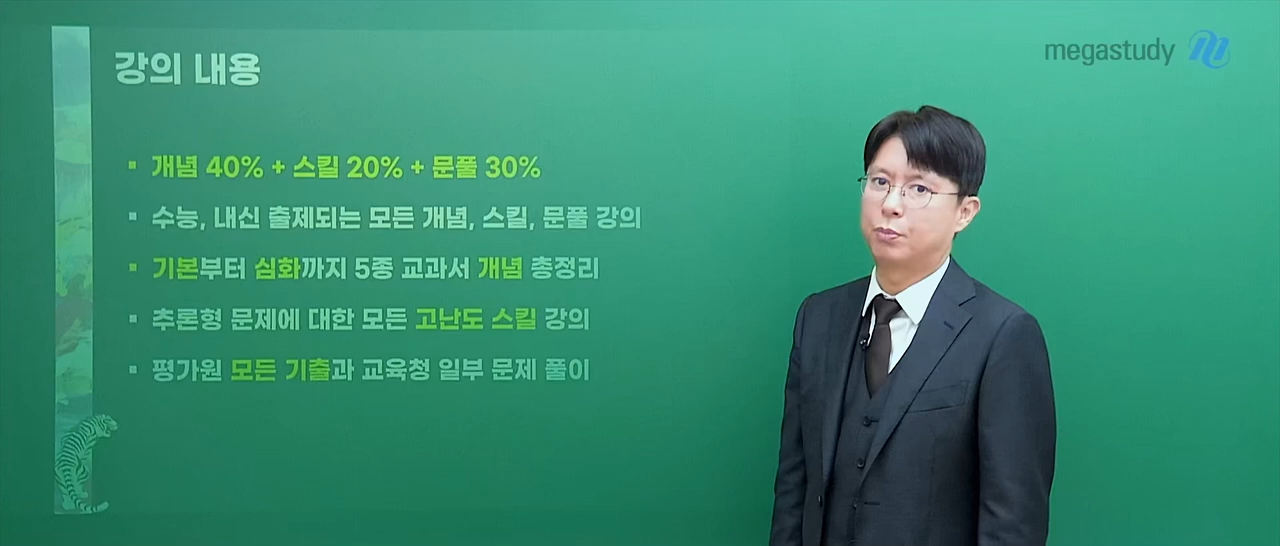 강의 내용
megastudy
▪ 개념 40% + 스킬 20% + 문풀 30%
▪ 수능, 내신 출제되는 모든 개념, 스킬, 문풀 강의
▪ 기본부터 심화까지 5종 교과서 개념 총정리
▪ 추론형 문제에 대한 모든 고난도 스킬 강의
▪ 평가원 모든 기출과 교육청 일부 문제 풀이